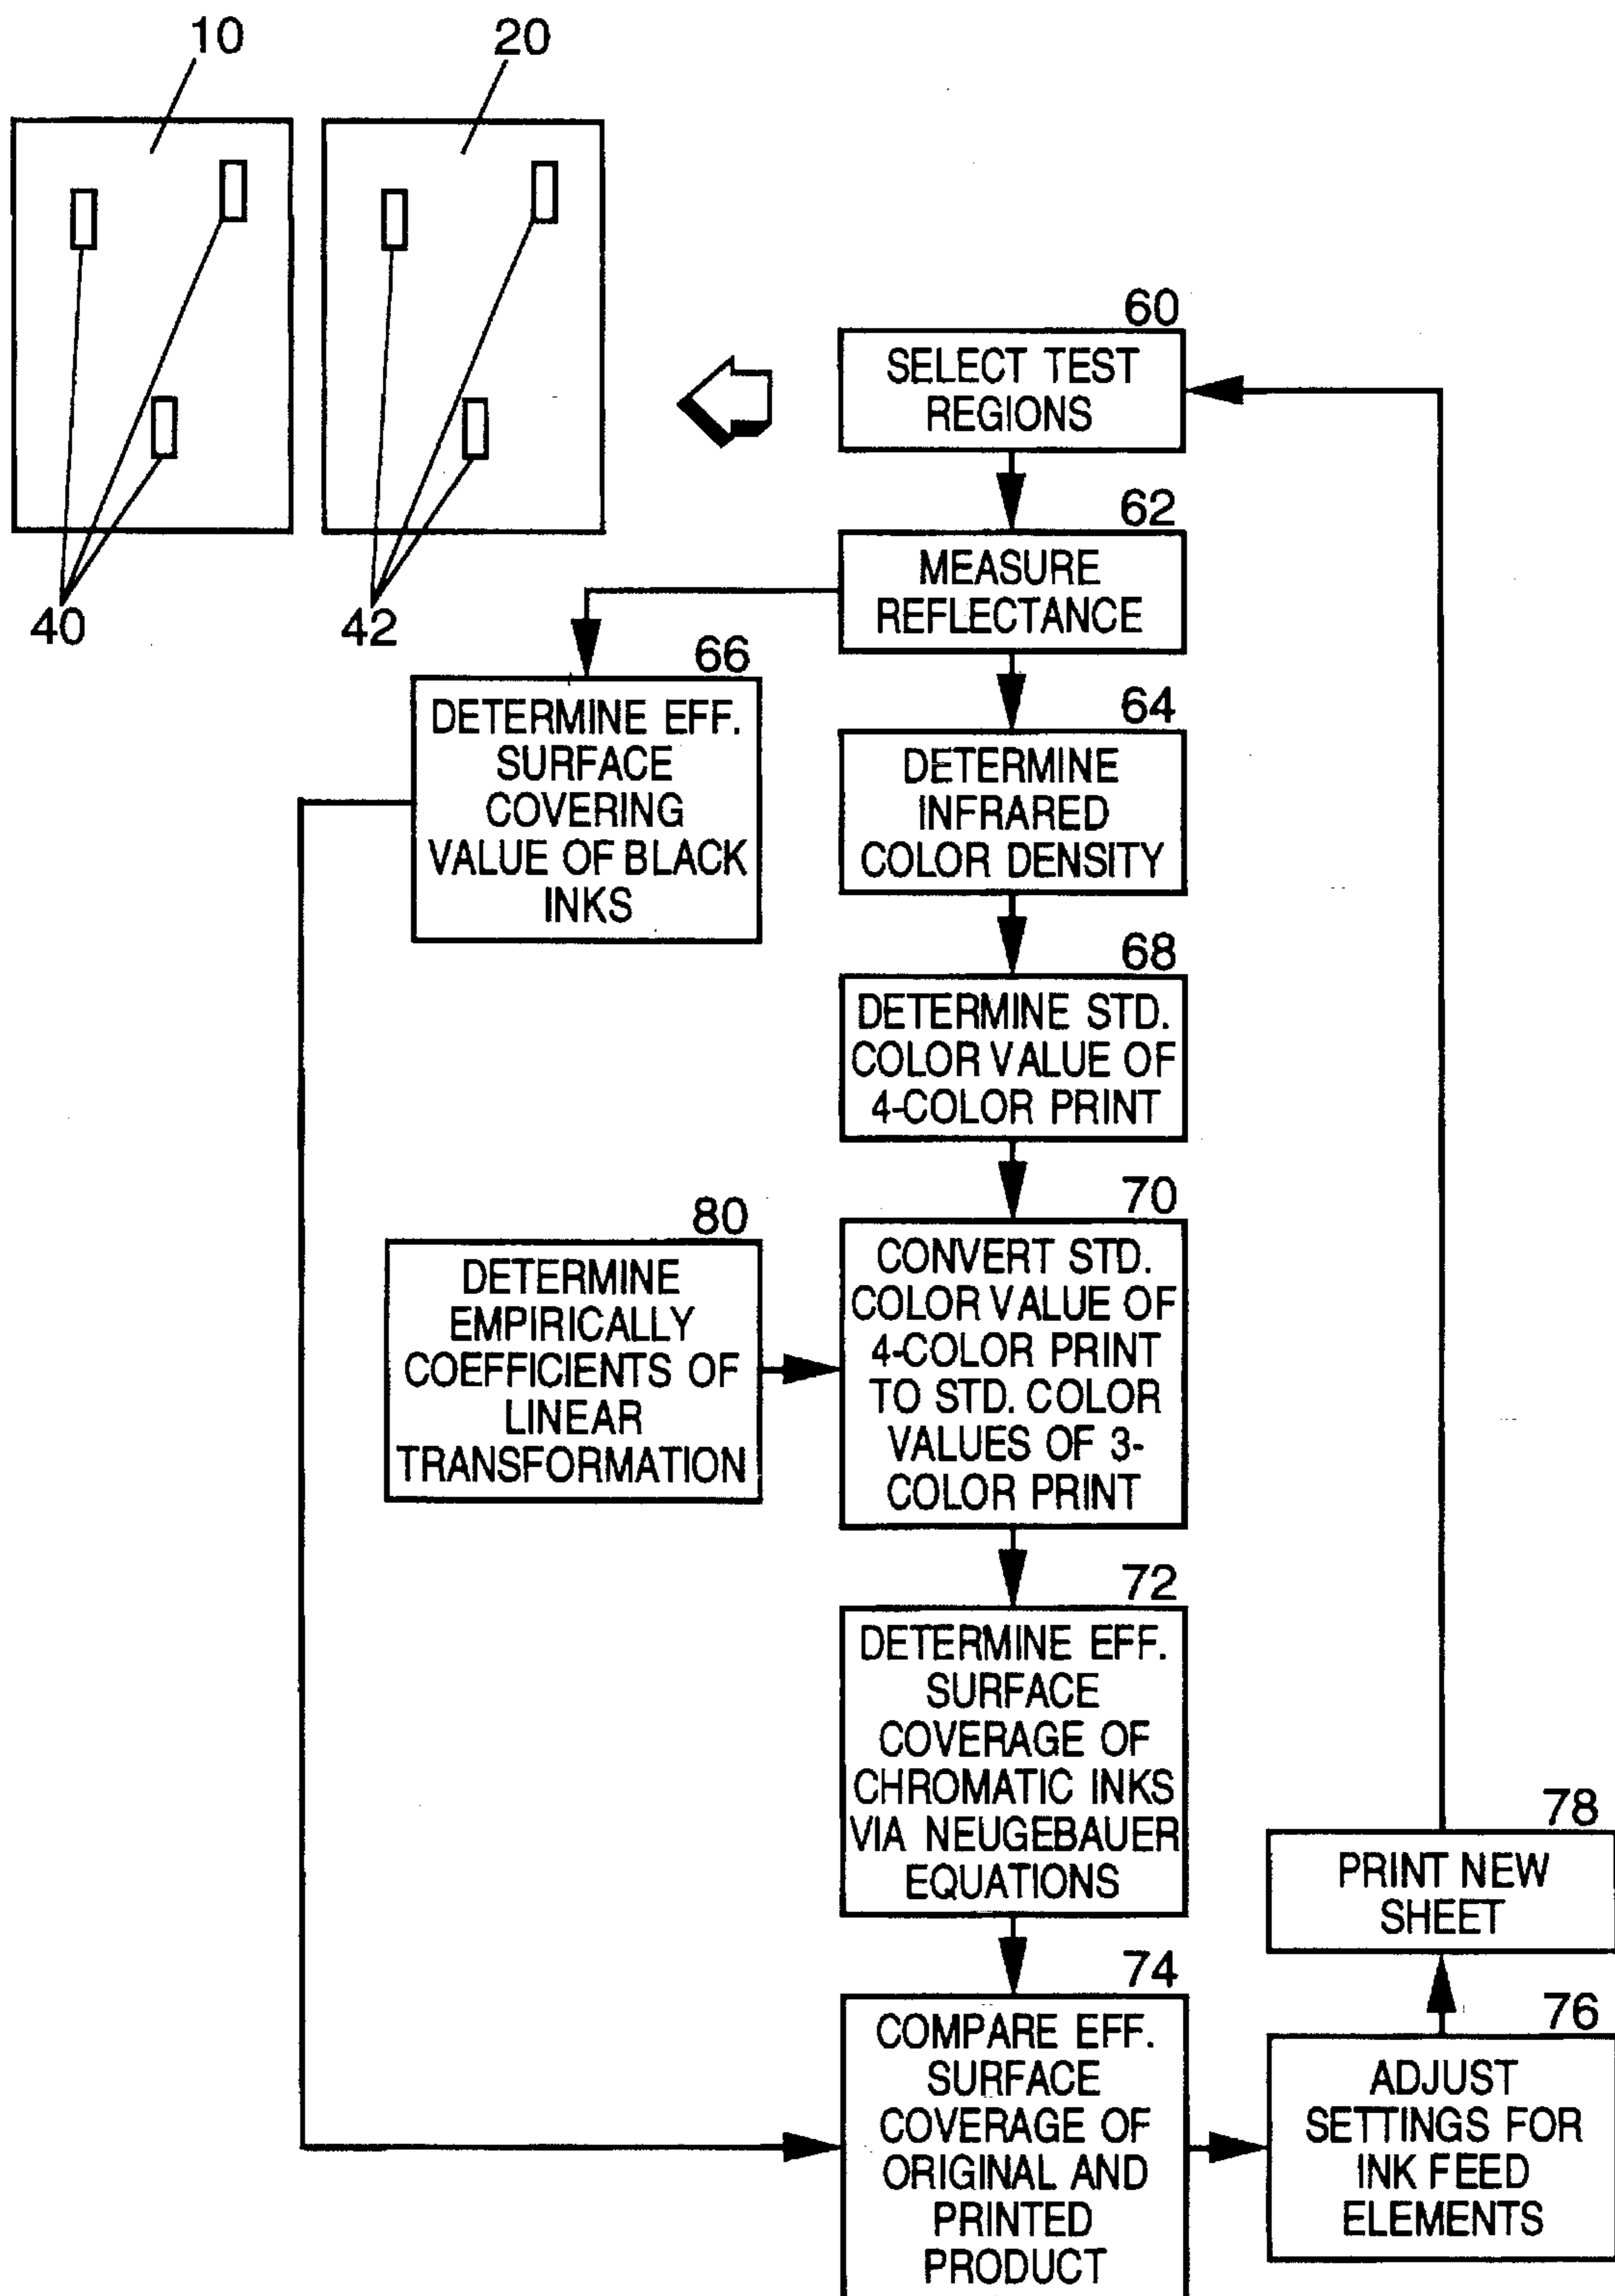 10
20
40
42
60
SELECT TEST
REGIONS
62
MEASURE
REFLECTANCE
66
DETERMINE EFF.
SURFACE
COVERING
VALUE OF BLACK
INKS
64
DETERMINE
INFRARED
COLOR DENSITY
68
DETERMINE STD.
COLOR VALUE OF
4-COLOR PRINT
80
DETERMINE
EMPIRICALLY
COEFFICIENTS OF
LINEAR
TRANSFORMATION
70
CONVERT STD.
COLOR VALUE OF
4-COLOR PRINT
TO STD. COLOR
VALUES OF 3-
COLOR PRINT
72
DETERMINE EFF.
SURFACE
COVERAGE OF
CHROMATIC INKS
VIA NEUGEBAUER
EQUATIONS
74
COMPARE EFF.
SURFACE
COVERAGE OF
ORIGINAL AND
PRINTED
PRODUCT
76
ADJUST
SETTINGS FOR
INK FEED
ELEMENTS
78
PRINT NEW
SHEET